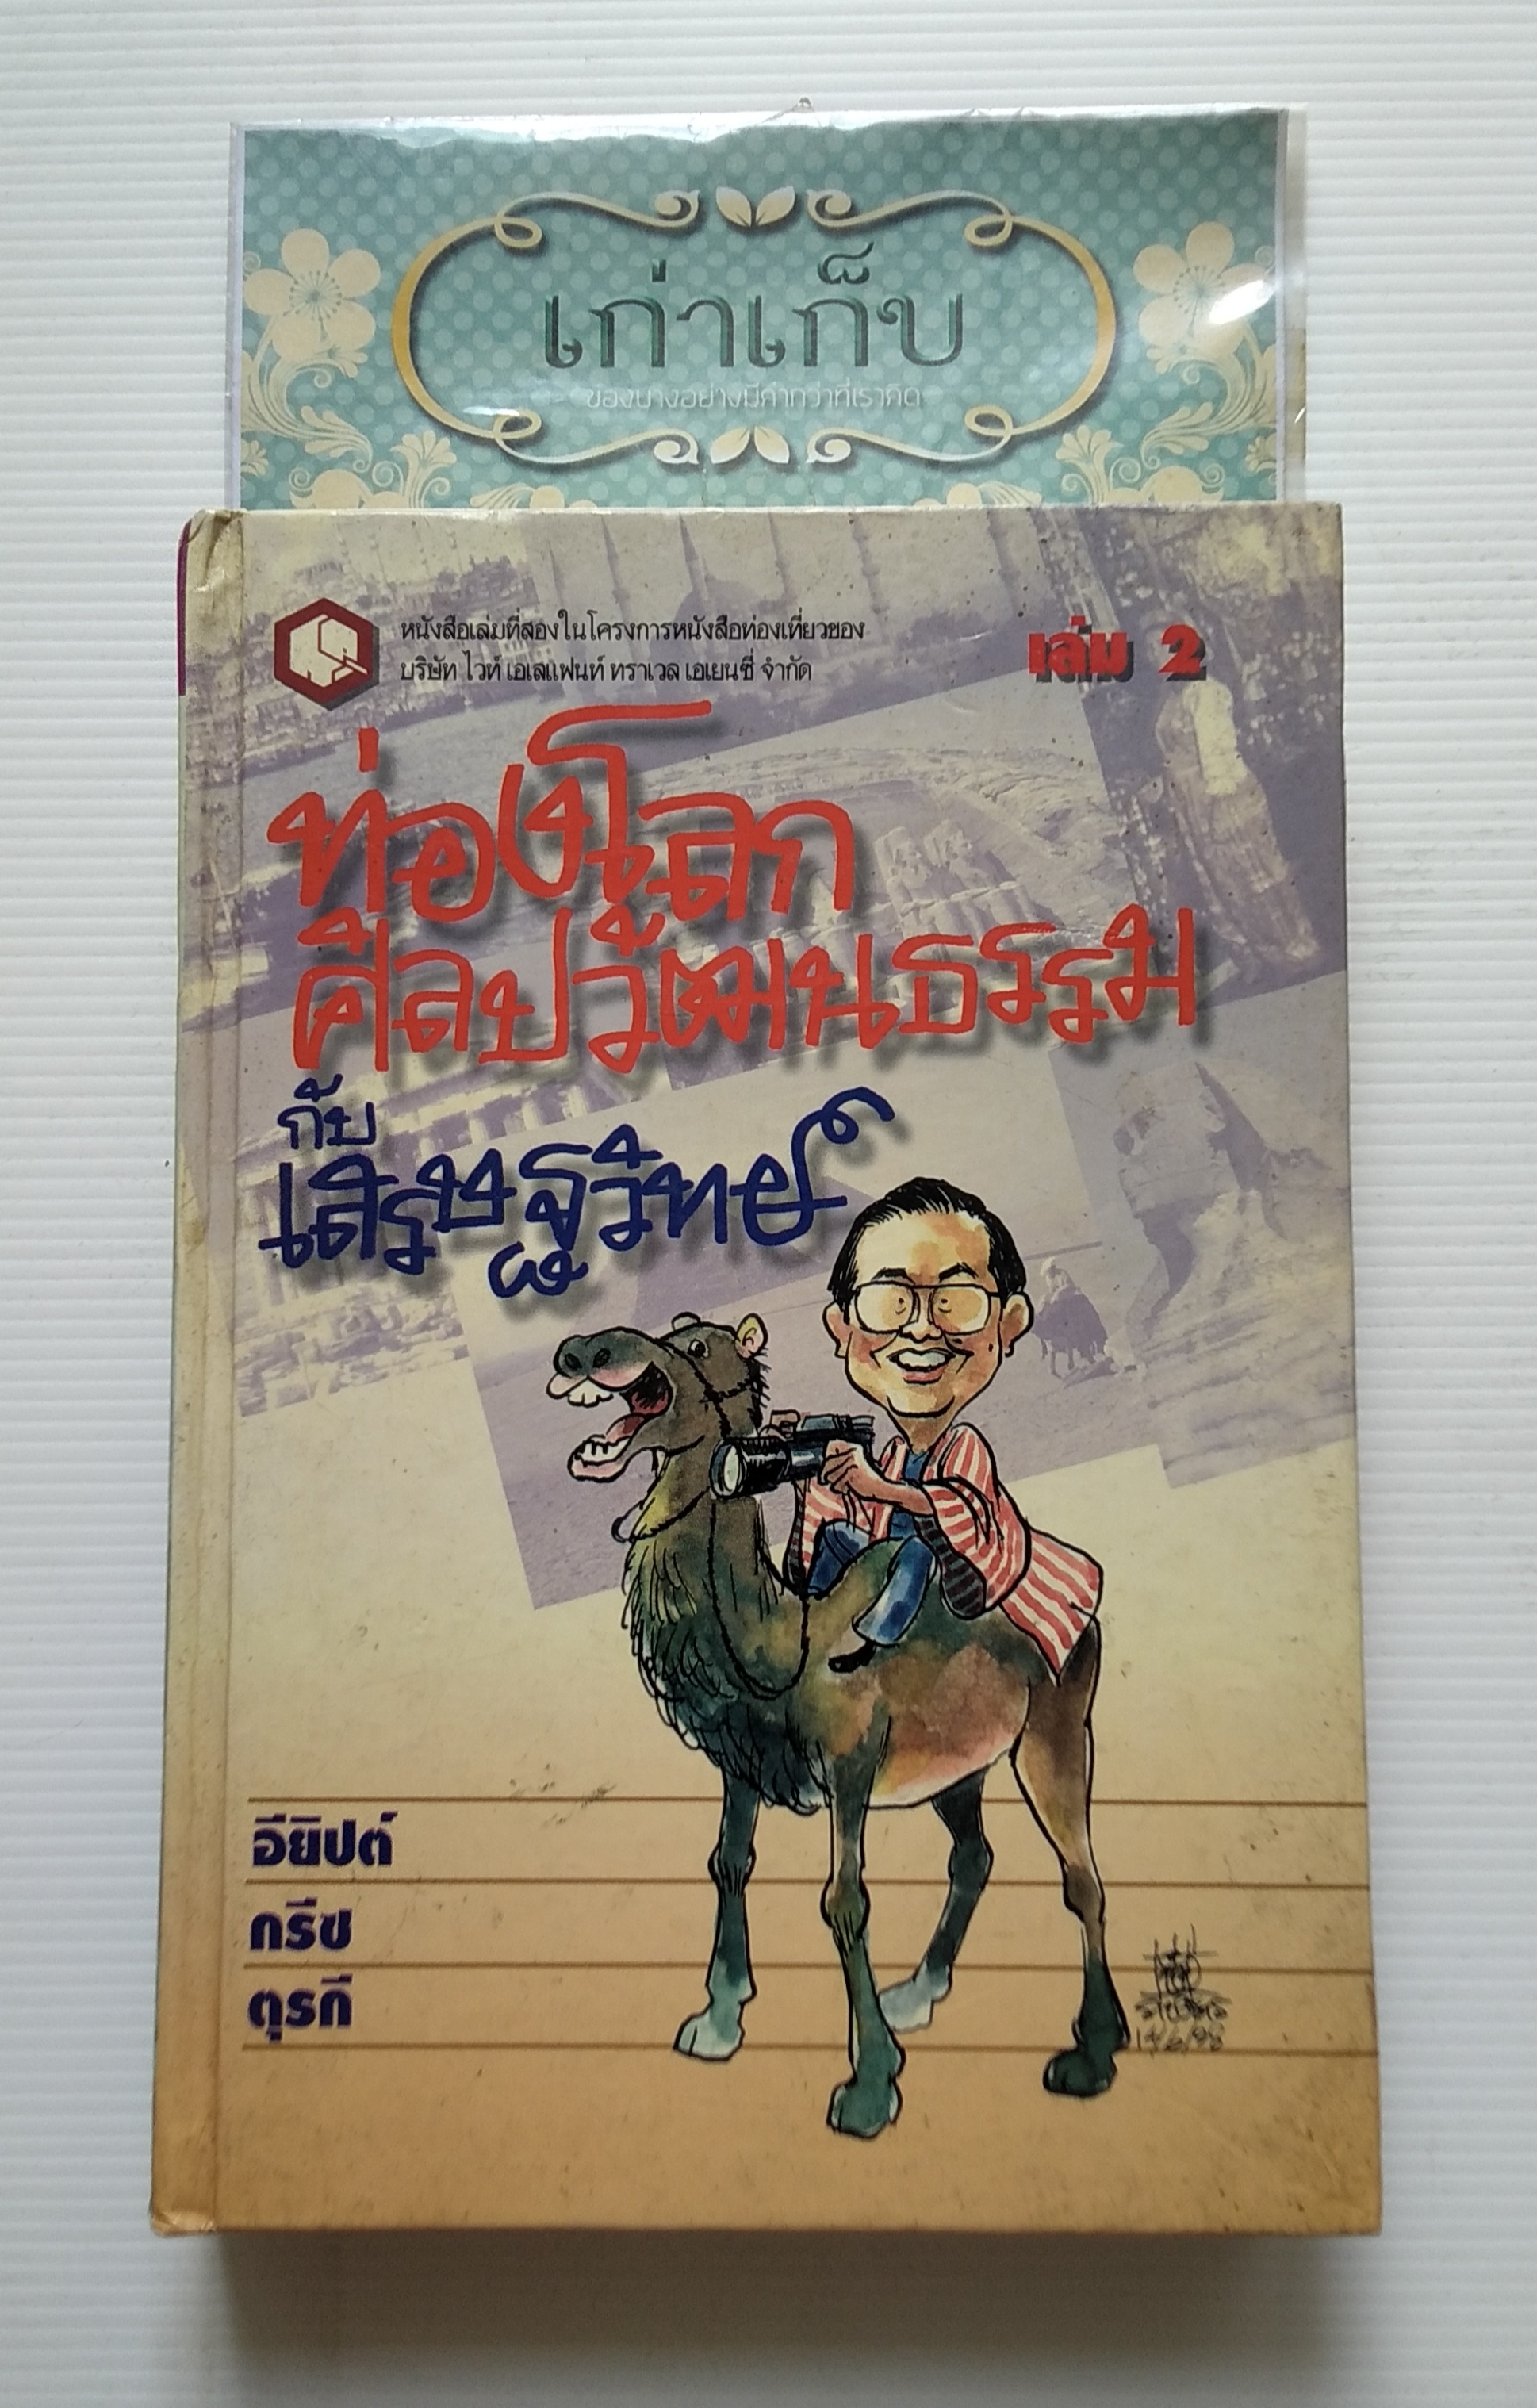 เก่าเก็บ
ของบางอย่างมีค่ากว่าที่เราคิด
หนังสือเล่มที่สองในโครงการหนังสือท่องเที่ยวของ
บริษัท ไวท์ เอเลแฟนท์ ทราเวล เอเยนซี่ จำกัด
เล่ม 2
ท่องโลก
ศิลปวัฒนธรรม
กับ
เศรษฐวิทย์
อียิปต์
กรีซ
ตุรกี